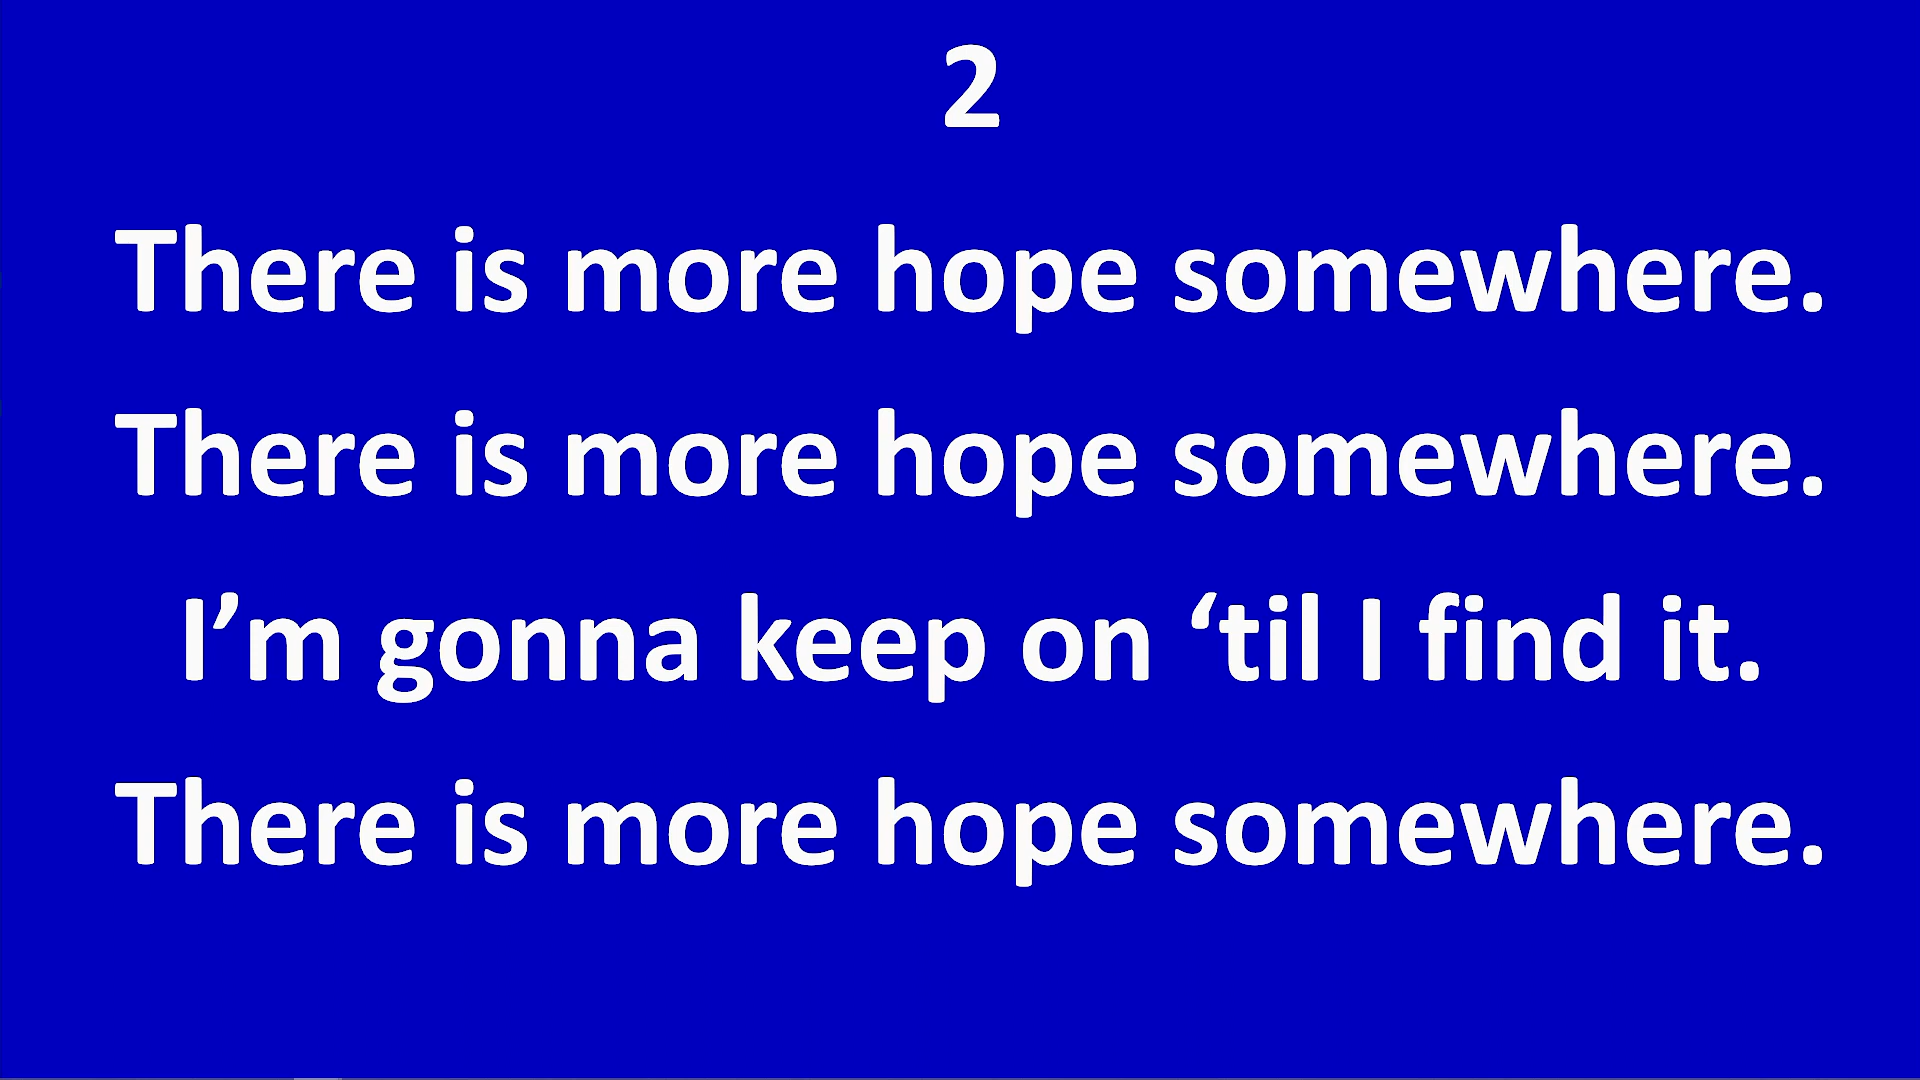 2
There is more hope somewhere.
There is more hope somewhere.
I’m gonna keep on ‘til I find it.
There is more hope somewhere.